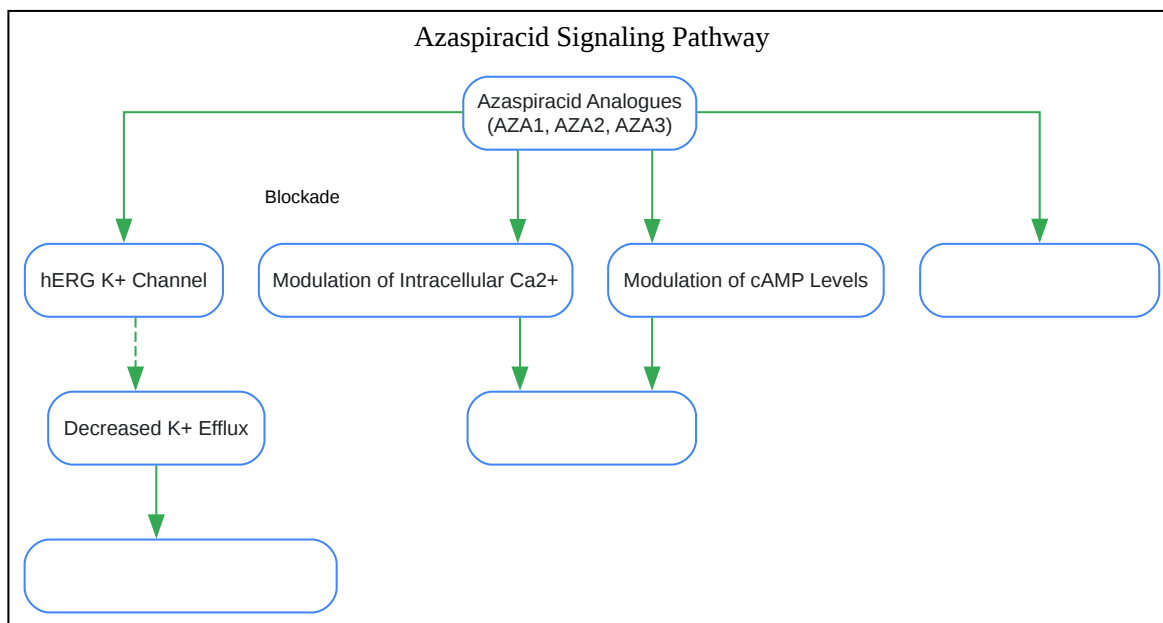 Azaspiracid Signaling Pathway
Azaspiracid Analogues
(AZA1, AZA2, AZA3)
Blockade
hERG K+ Channel
Modulation of Intracellular Ca2+
Modulation of cAMP Levels
Decreased K+ Efflux